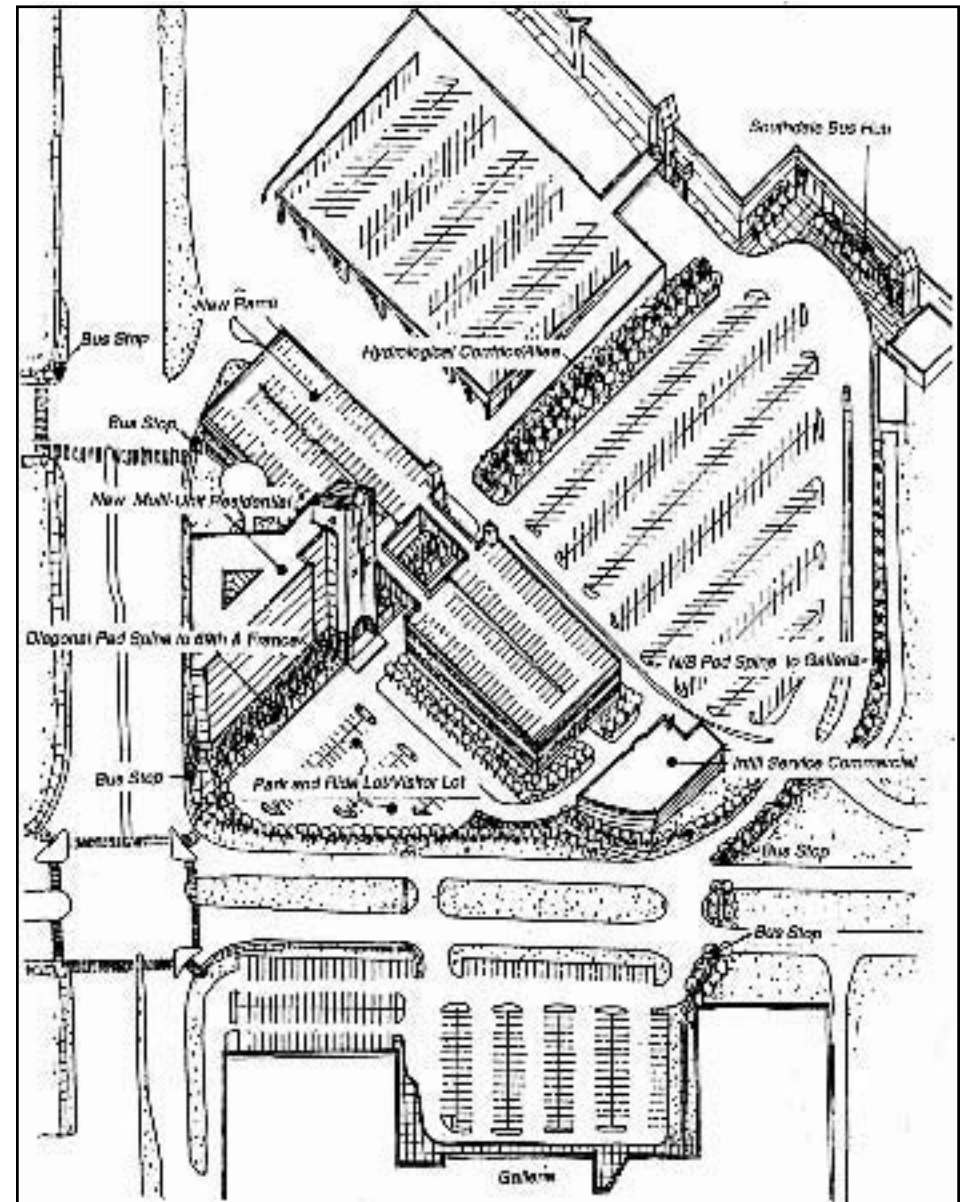 Southdale Bus Hub
New Ramp
Bus Stop
Hydrological Corridor/Allee
Bus Stop
New Multi-Unit Residential
Diagonal Ped Spine to 69th & France
N/S Ped Spine to Galleria
Bus Stop
Infill Service Commercial
Park and Ride Lot/Visitor Lot
Bus Stop
Bus Stop
Galleria